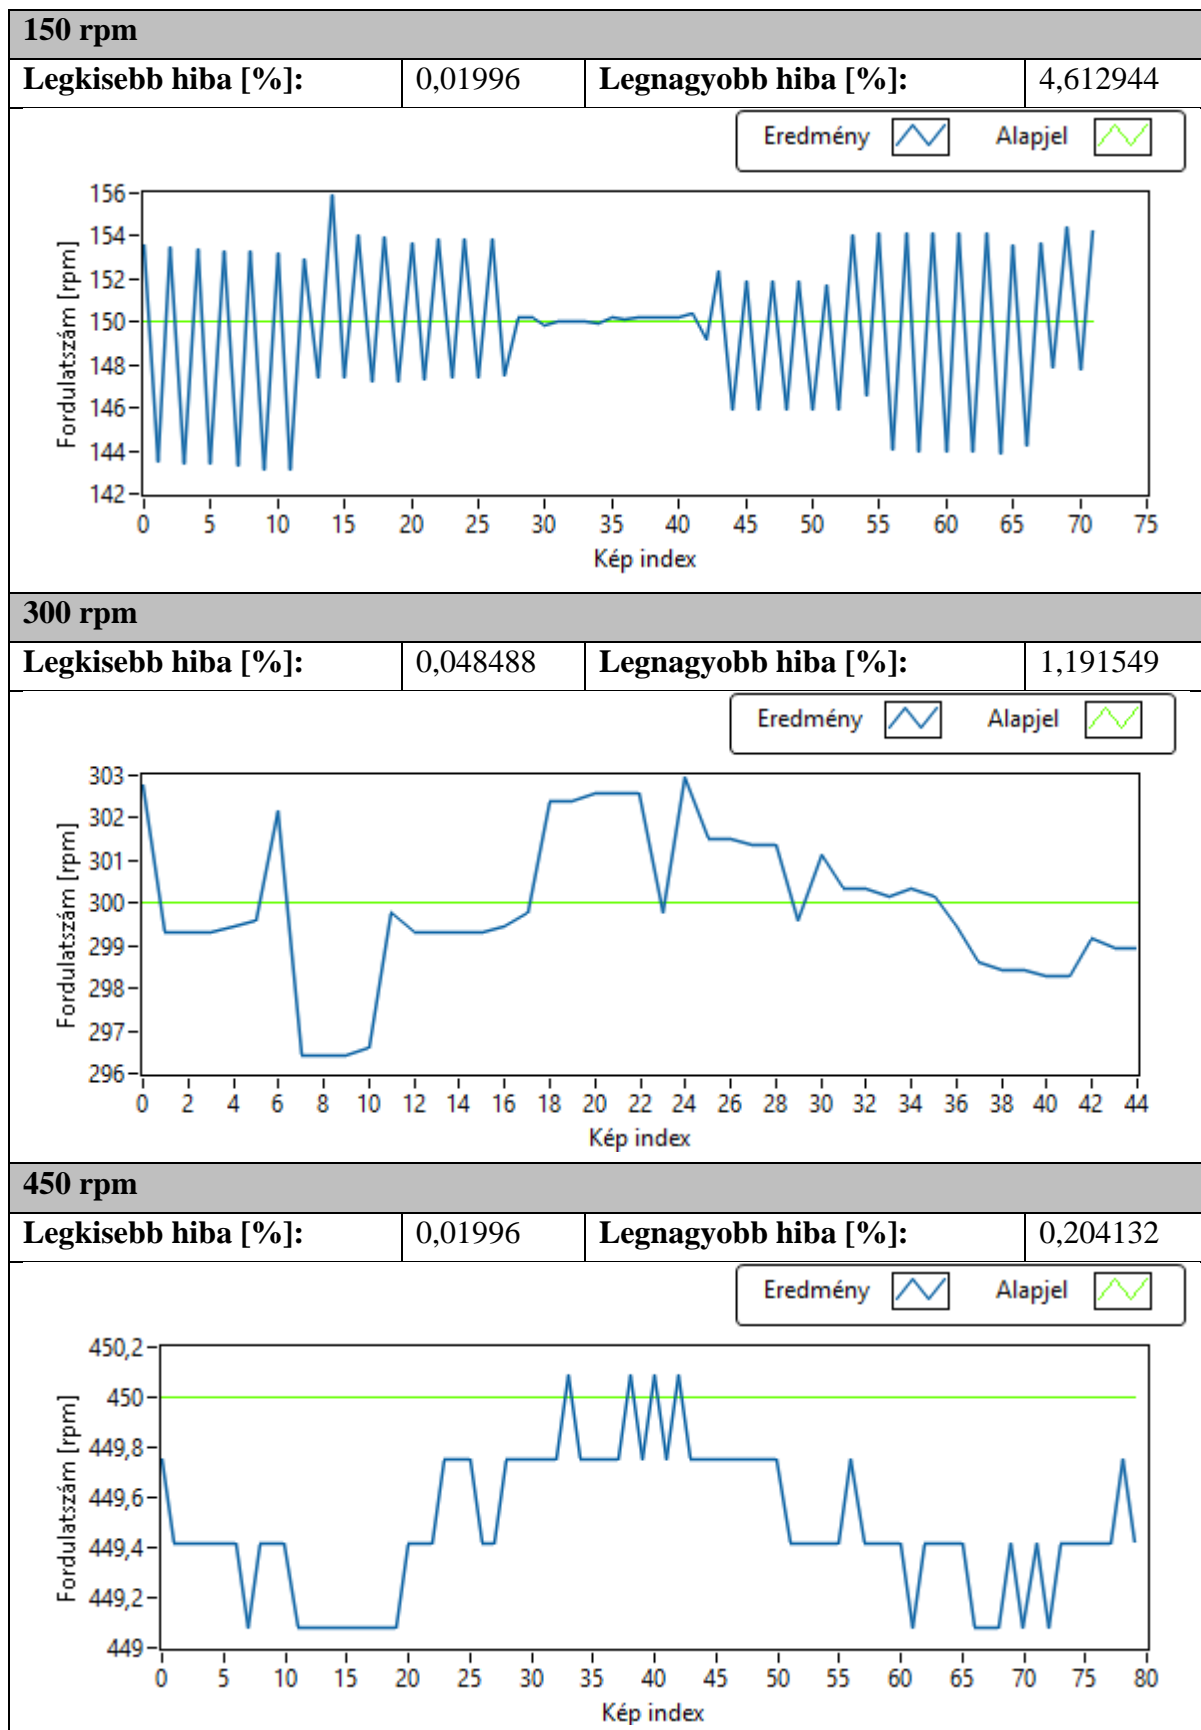 150 rpm
Legkisebb hiba [%]: 0,01996 Legnagyobb hiba [%]: 4,612944
Eredmény Alapjel
Fordulatszám [rpm]
156
154
152
150
148
146
144
142
0 5 10 15 20 25 30 35 40 45 50 55 60 65 70 75
Kép index
300 rpm
Legkisebb hiba [%]: 0,048488 Legnagyobb hiba [%]: 1,191549
Eredmény Alapjel
Fordulatszám [rpm]
303
302
301
300
299
298
297
296
0 2 4 6 8 10 12 14 16 18 20 22 24 26 28 30 32 34 36 38 40 42 44
Kép index
450 rpm
Legkisebb hiba [%]: 0,01996 Legnagyobb hiba [%]: 0,204132
Eredmény Alapjel
Fordulatszám [rpm]
450,2
450
449,8
449,6
449,4
449,2
449
0 5 10 15 20 25 30 35 40 45 50 55 60 65 70 75 80
Kép index